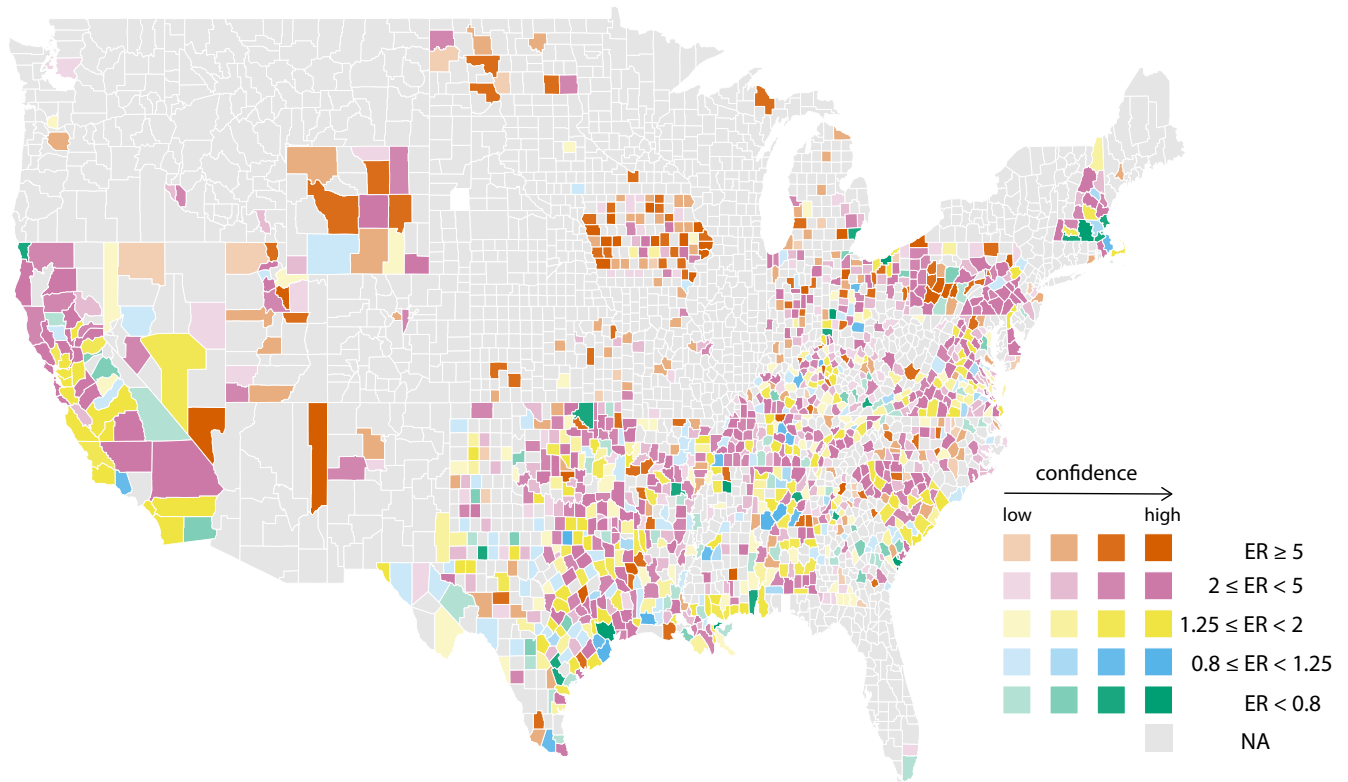 confidence
low high
ER ≥ 5
2 ≤ ER < 5
1.25 ≤ ER < 2
0.8 ≤ ER < 1.25
ER < 0.8
NA